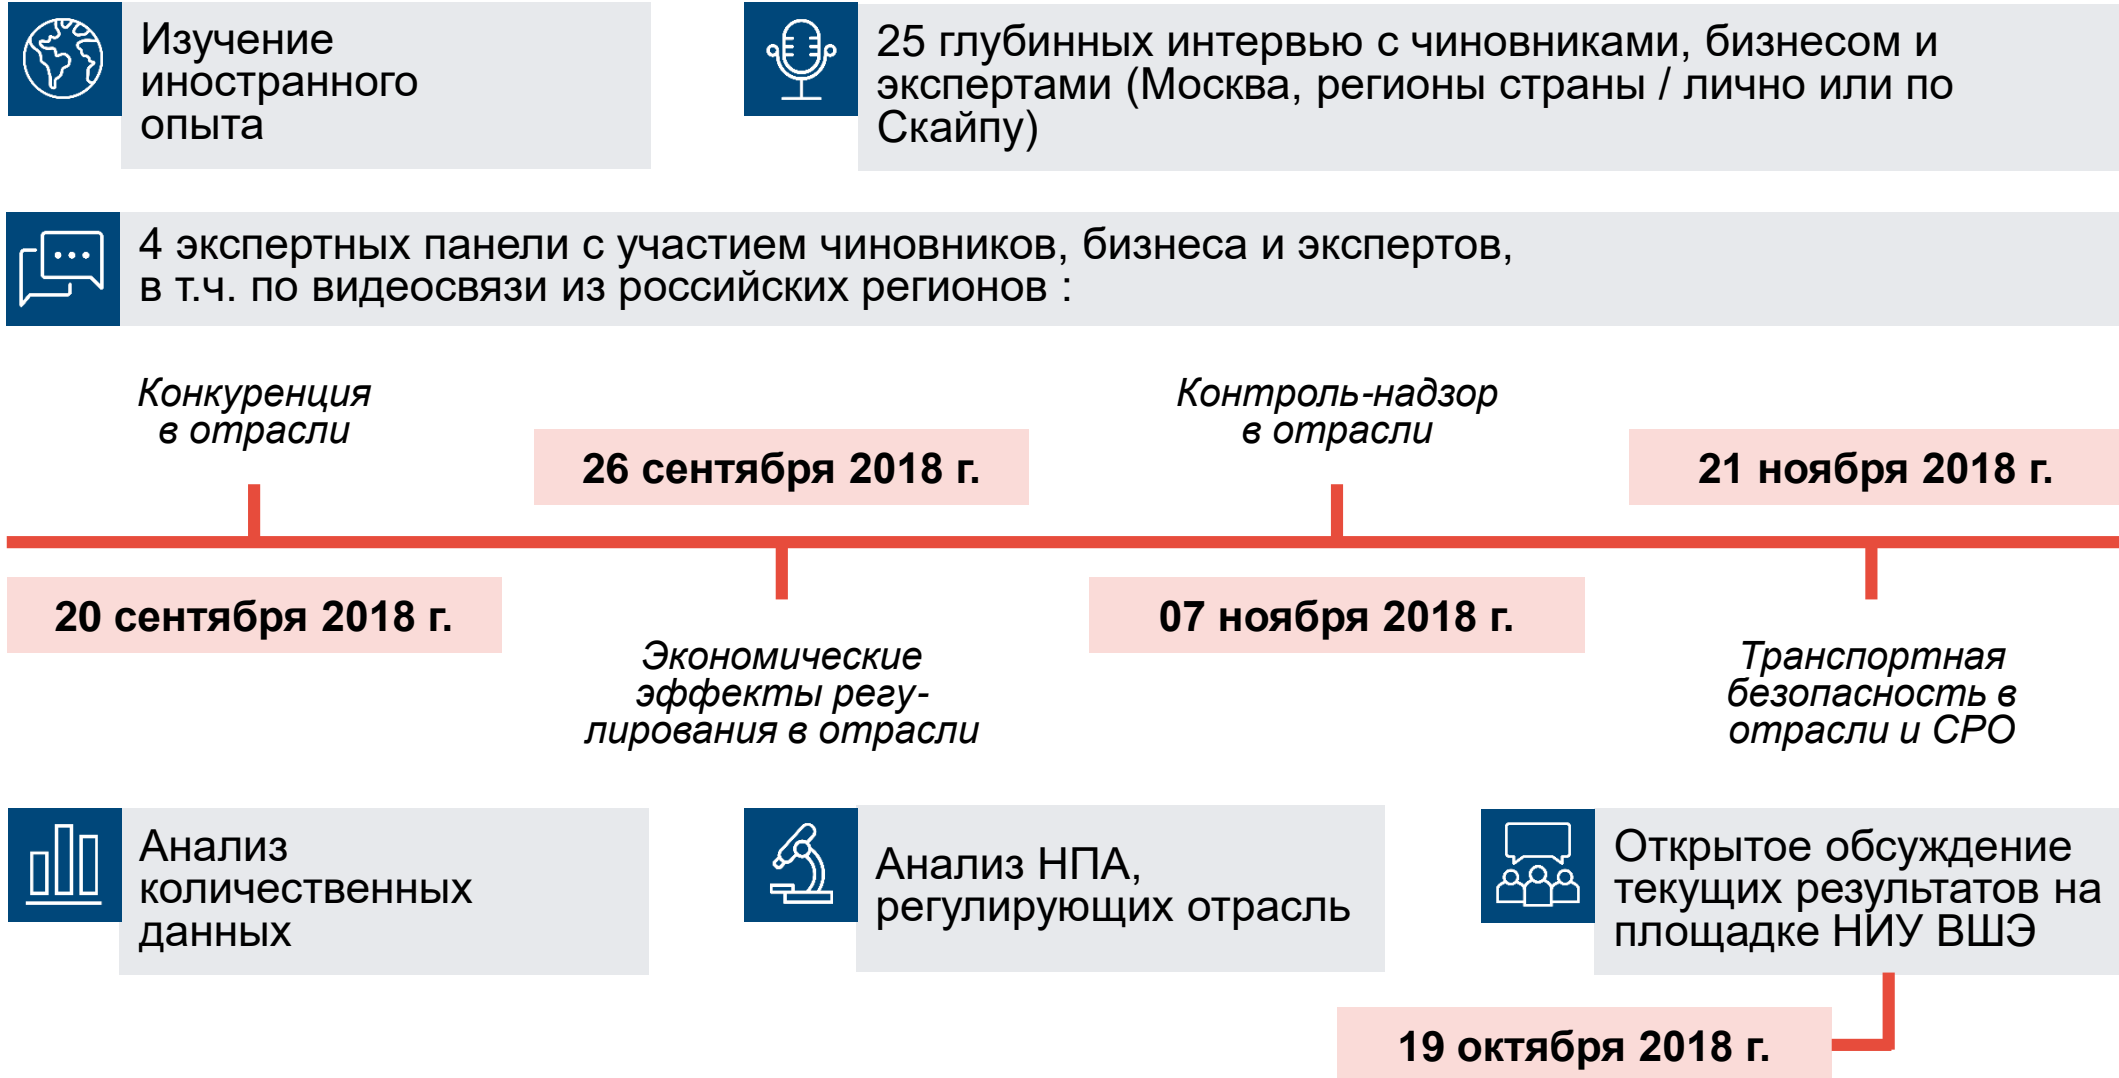 Изучение
иностранного
опыта
25 глубинных интервью с чиновниками, бизнесом и
экспертами (Москва, регионы страны / лично или по
Скайпу)
4 экспертных панели с участием чиновников, бизнеса и экспертов,
в т.ч. по видеосвязи из российских регионов :
Конкуренция
в отрасли
20 сентября 2018 г.
26 сентября 2018 г.
Экономические
эффекты регу-
лирования в отрасли
Контроль-надзор
в отрасли
07 ноября 2018 г.
21 ноября 2018 г.
Транспортная
безопасность в
отрасли и СРО
Анализ
количественных
данных
Анализ НПА,
регулирующих отрасль
Открытое обсуждение
текущих результатов на
площадке НИУ ВШЭ
19 октября 2018 г.